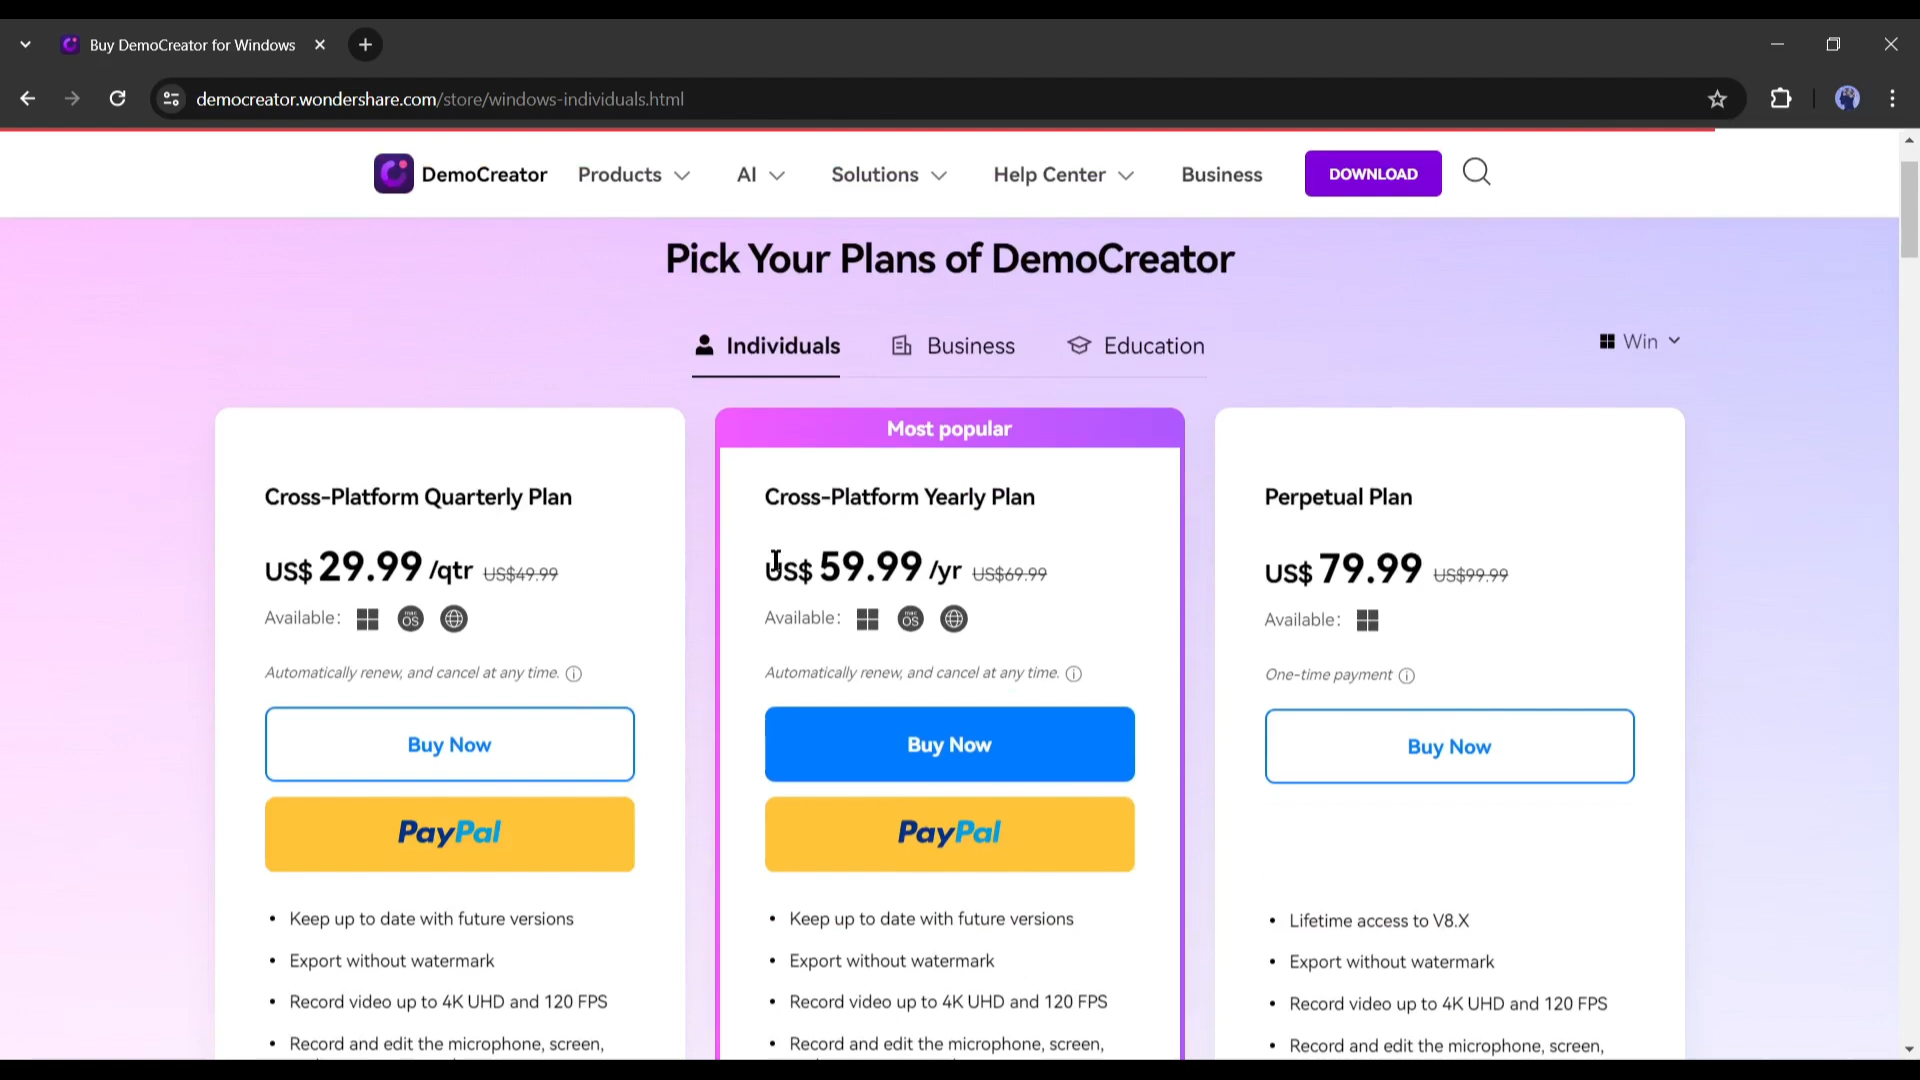 Buy DemoCreator for Windows
democreator.wondershare.com/store/windows-individuals.html
DemoCreator
Products
AI
Solutions
Help Center
Business
DOWNLOAD
Pick Your Plans of DemoCreator
Individuals
Business
Education
Win
Most popular
Cross-Platform Quarterly Plan
US$ 29.99 /qtr US$49.99
Available:
mac OS
Automatically renew, and cancel at any time.
Buy Now
PayPal
• Keep up to date with future versions
• Export without watermark
• Record video up to 4K UHD and 120 FPS
• Record and edit the microphone, screen,
Cross-Platform Yearly Plan
US$ 59.99 /yr US$69.99
Available:
mac OS
Automatically renew, and cancel at any time.
Buy Now
PayPal
• Keep up to date with future versions
• Export without watermark
• Record video up to 4K UHD and 120 FPS
• Record and edit the microphone, screen,
Perpetual Plan
US$ 79.99 US$99.99
Available:
One-time payment
Buy Now
• Lifetime access to V8.X
• Export without watermark
• Record video up to 4K UHD and 120 FPS
• Record and edit the microphone, screen,